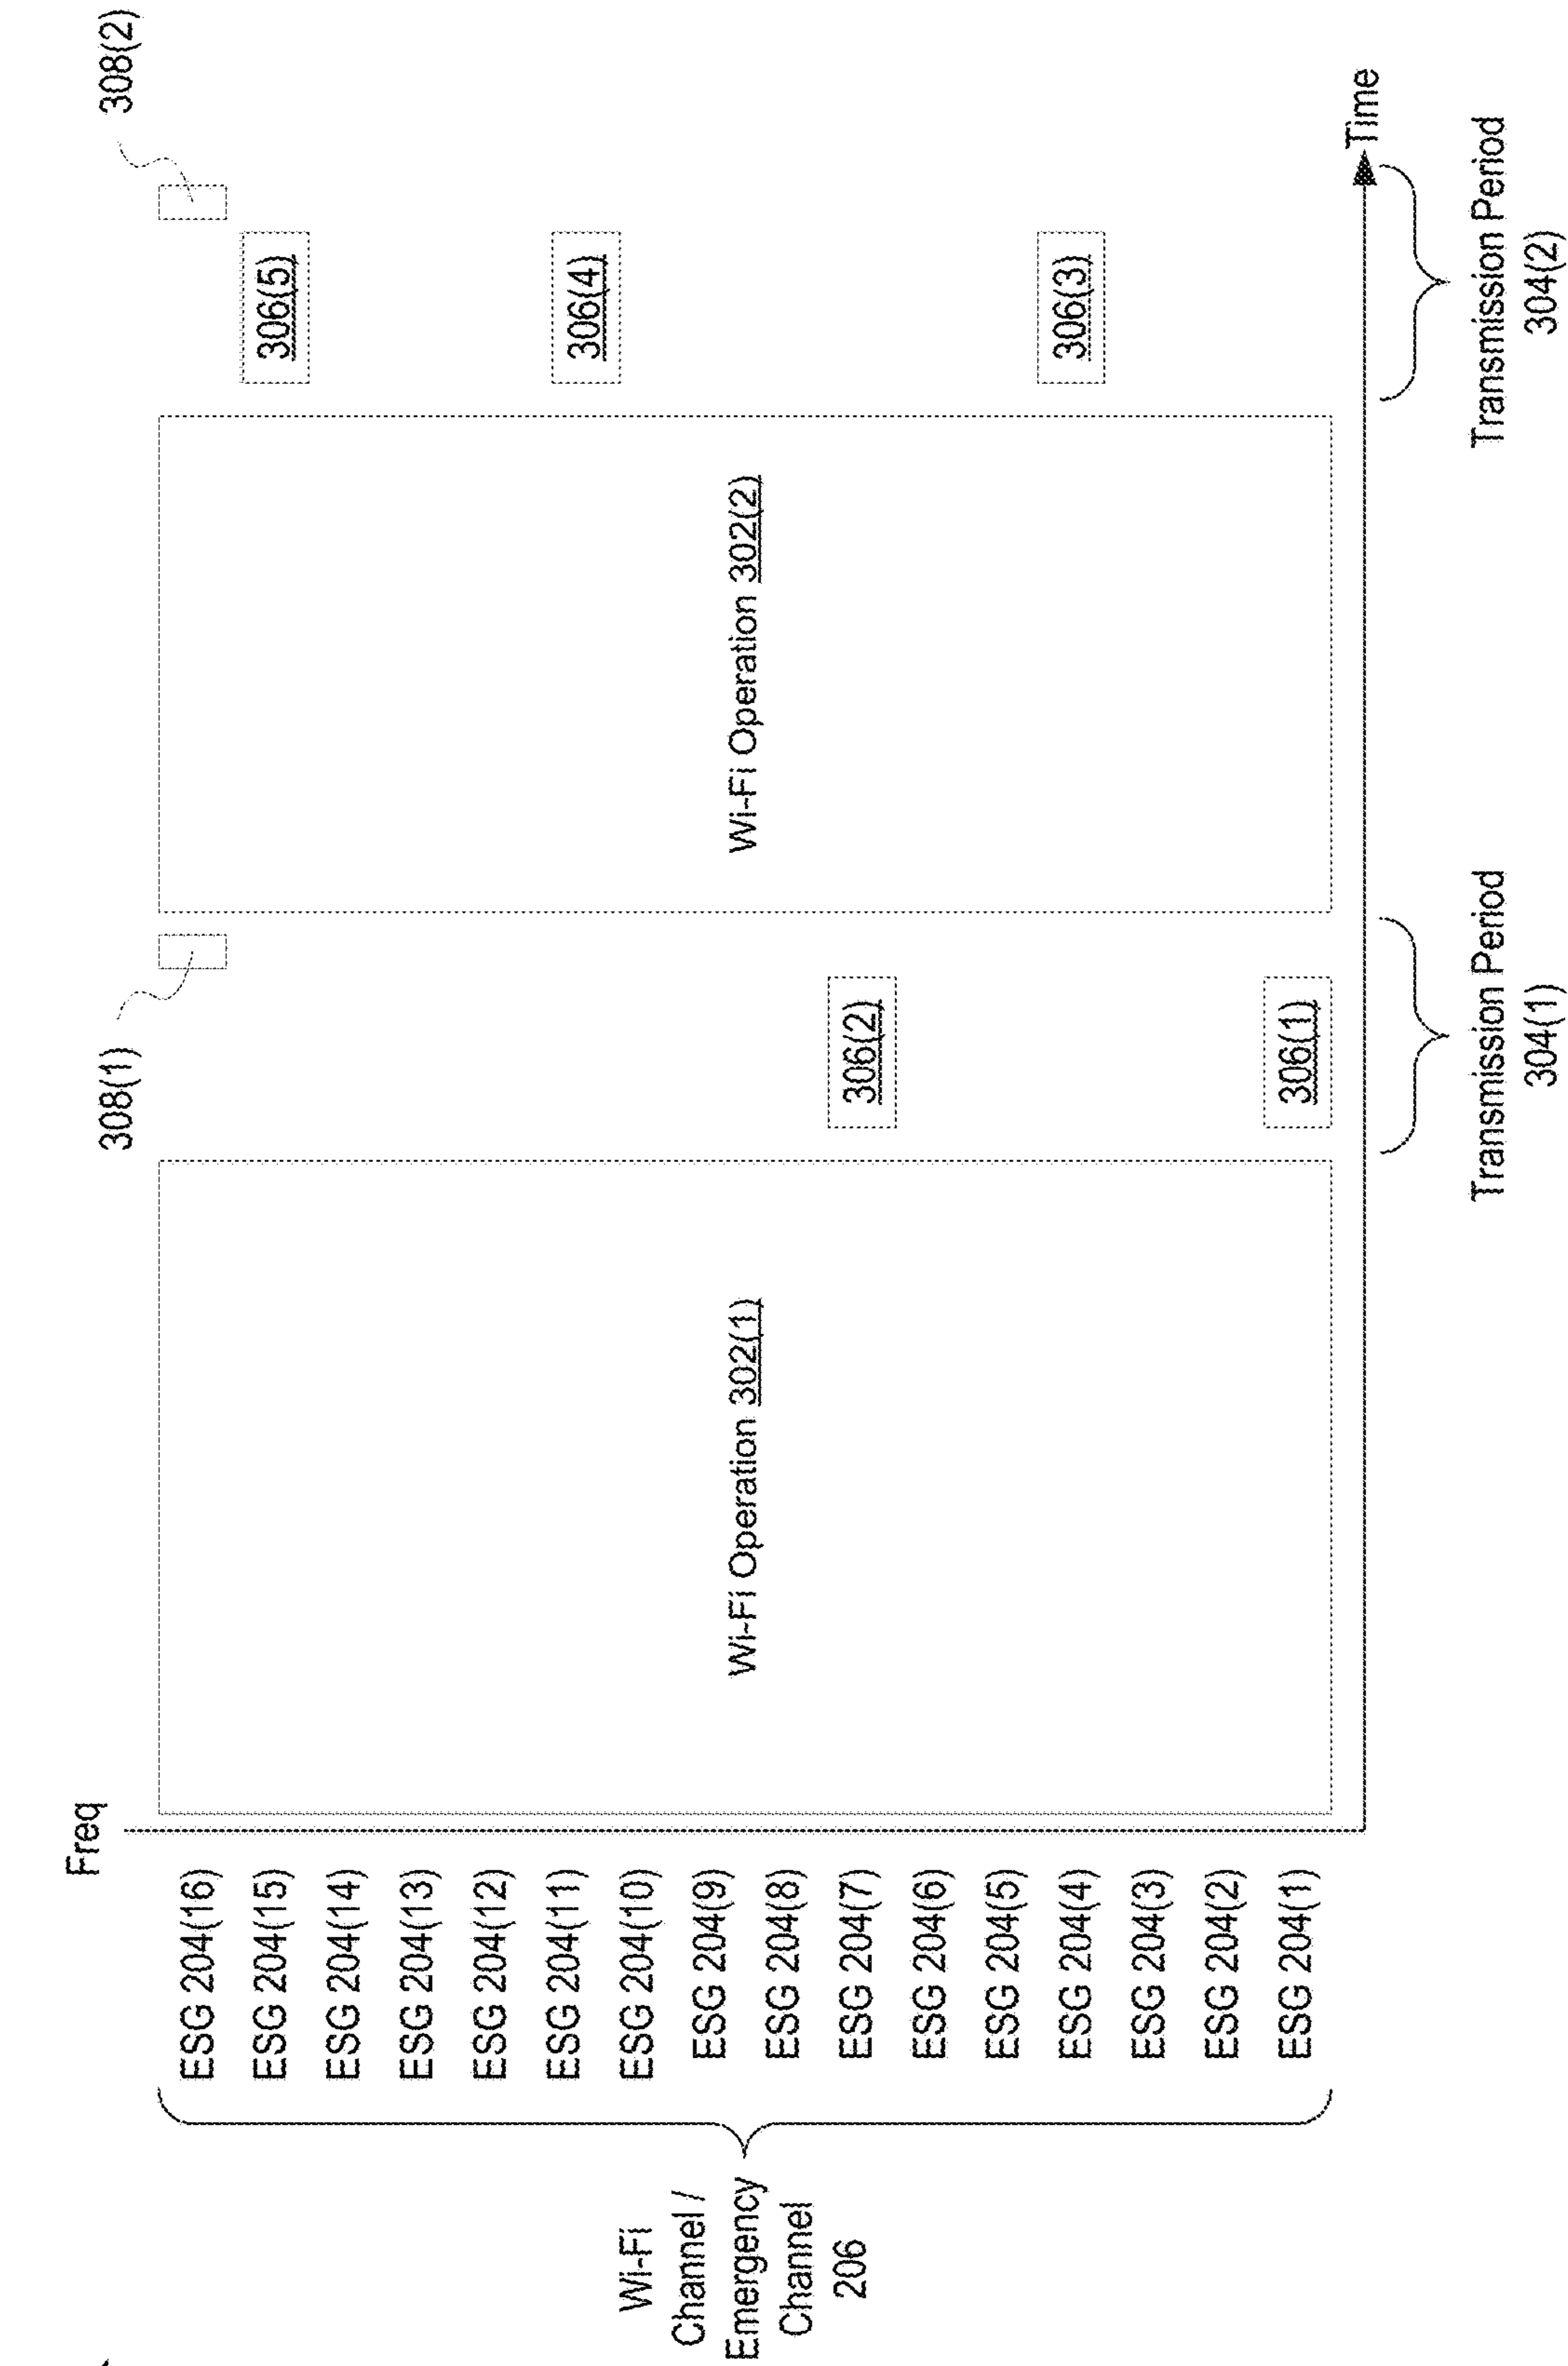 Freq
308(1)
308(2)
Wi-Fi
Channel /
Emergency
Channel
206
ESG 204(16)
ESG 204(15)
ESG 204(14)
ESG 204(13)
ESG 204(12)
ESG 204(11)
ESG 204(10)
ESG 204(9)
ESG 204(8)
ESG 204(7)
ESG 204(6)
ESG 204(5)
ESG 204(4)
ESG 204(3)
ESG 204(2)
ESG 204(1)
Wi-Fi Operation 302(1)
306(2)
306(1)
Wi-Fi Operation 302(2)
306(5)
306(4)
306(3)
Time
Transmission Period
304(1)
Transmission Period
304(2)